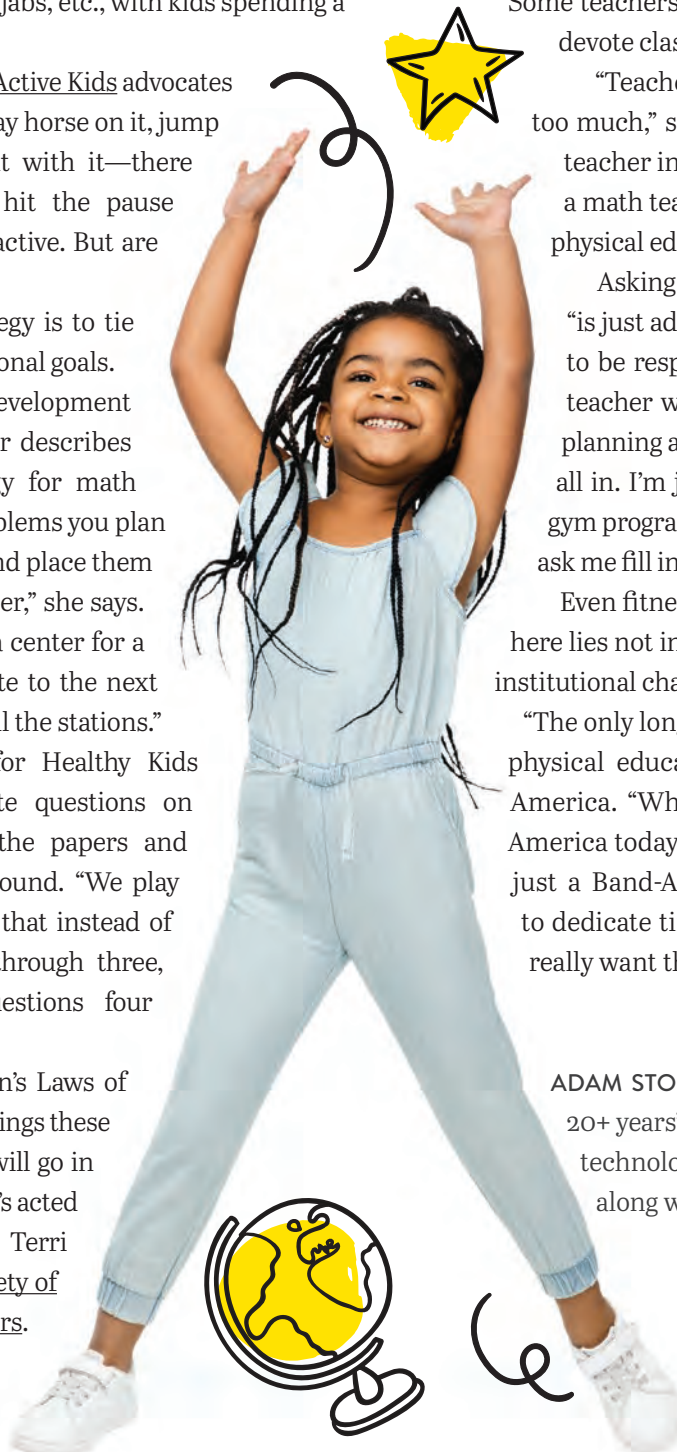 jabs, etc., with kids spending a
Active Kids advocates
ay horse on it, jump
t with it—there
hit the pause
active. But are
egy is to tie
onal goals.
evelopment
r describes
y for math
blems you plan
nd place them
er,” she says.
n center for a
te to the next
l the stations.”
for Healthy Kids
te questions on
the papers and
ound. “We play
that instead of
through three,
uestions four
n’s Laws of
ings these
will go in
’s acted
Terri
ety of
rs.
Some teachers
devote clas
“Teache
too much,” s
teacher in
a math tea
physical ed
Asking
“is just ad
to be resp
teacher w
planning a
all in. I’m j
gym progra
ask me fill in
Even fitne
here lies not in
institutional cha
“The only long
physical educa
America. “Wh
America today
just a Band-A
to dedicate ti
really want th
ADAM STO
20+ years’
technolo
along w